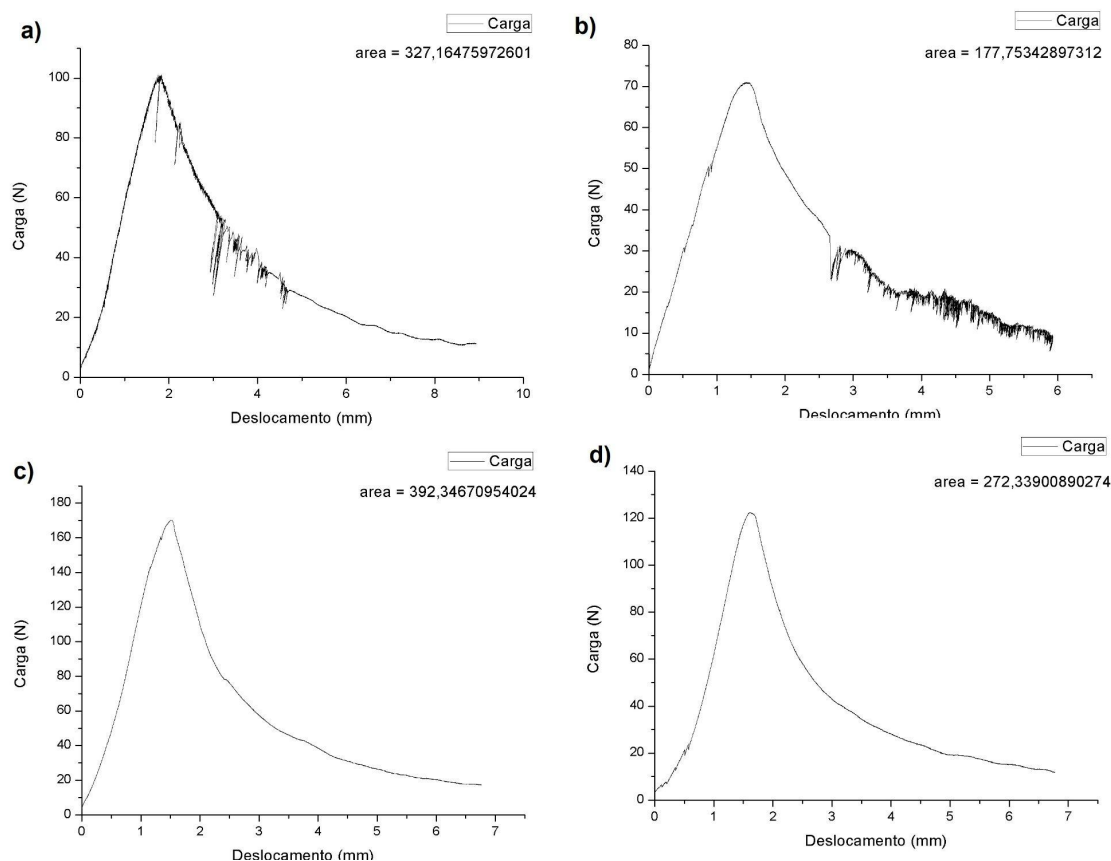 a)
Carga
area = 327,16475972601
100
80
60
40
20
0
Carga (N)
0 2 4 6 8 10
Deslocamento (mm)
b)
Carga
area = 177,75342897312
80
70
60
50
40
30
20
10
0
Carga (N)
0 1 2 3 4 5 6
Deslocamento (mm)
c)
Carga
area = 392,34670954024
180
160
140
120
100
80
60
40
20
0
Carga (N)
0 1 2 3 4 5 6 7
Deslocamento (mm)
d)
Carga
area = 272,33900890274
140
120
100
80
60
40
20
0
Carga (N)
0 1 2 3 4 5 6 7
Deslocamento (mm)